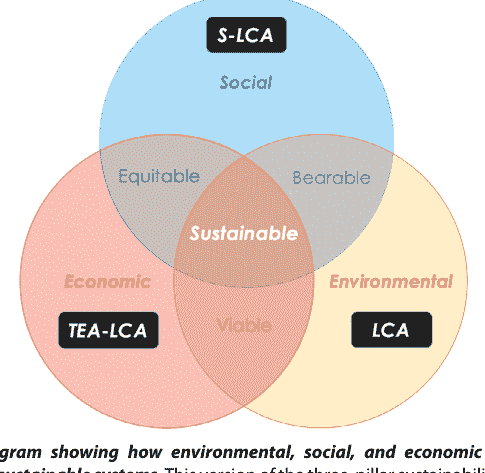 S-LCA
Social
Equitable
Bearable
Sustainable
Economic
Environmental
TEA-LCA
LCA
Viable
gram showing how environmental, social, and economic
sustainable systems. This version of the three-pillar sustainabili